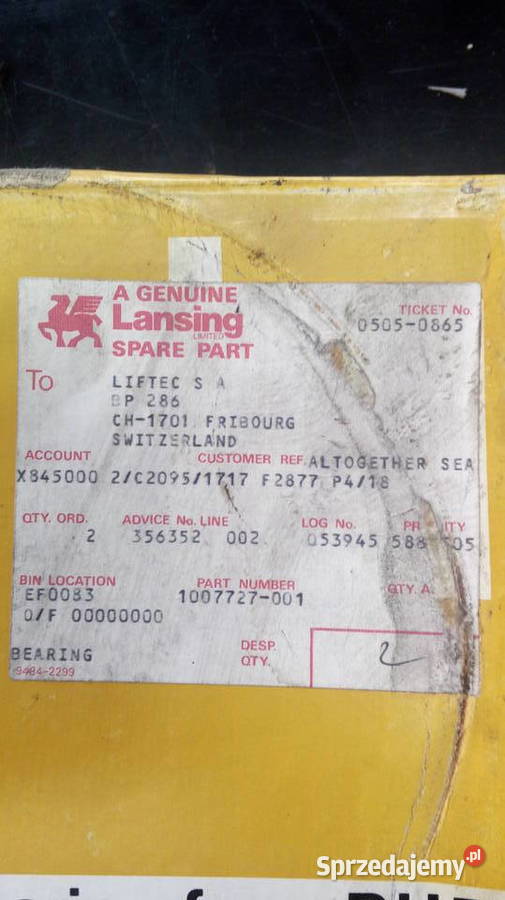 A GENUINE
Lansing
LIMITED
SPARE PART
TICKET No.
0505-0865
To
LIFTEC S A
BP 286
CH-1701 FRIBOURG
SWITZERLAND
ACCOUNT CUSTOMER REF. ALTOGETHER SEA
X845000 2/C2095/1717 F2877 P4/18
QTY. ORD. ADVICE No. LINE LOG No.
2 356352 002 053945 588
BIN LOCATION PART NUMBER QTY. A
EF0083 1007727-001
O/F 00000000
BEARING
DESP. QTY. 2
9484-2299
Sprzedajemy.pl